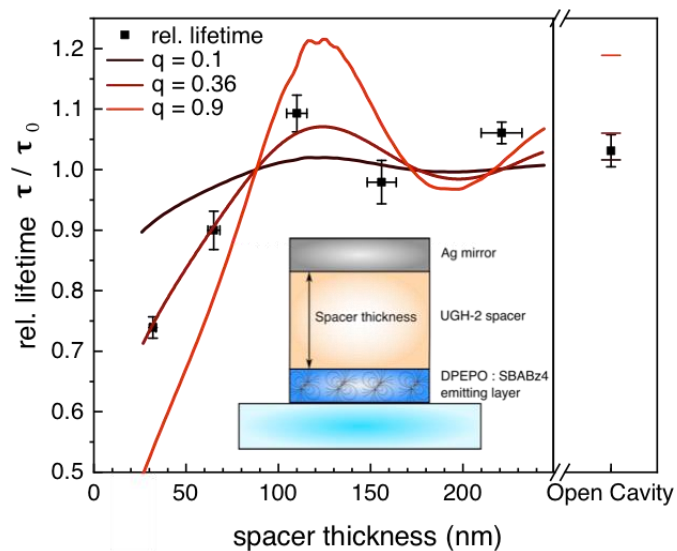 rel. lifetime
q = 0.1
q = 0.36
q = 0.9
rel. lifetime τ / τ0
1.2
1.1
1.0
0.9
0.8
0.7
0.6
0.5
Ag mirror
Spacer thickness
UGH-2 spacer
DPEPO : SBABz4
emitting layer
0 50 100 150 200 Open Cavity
spacer thickness (nm)